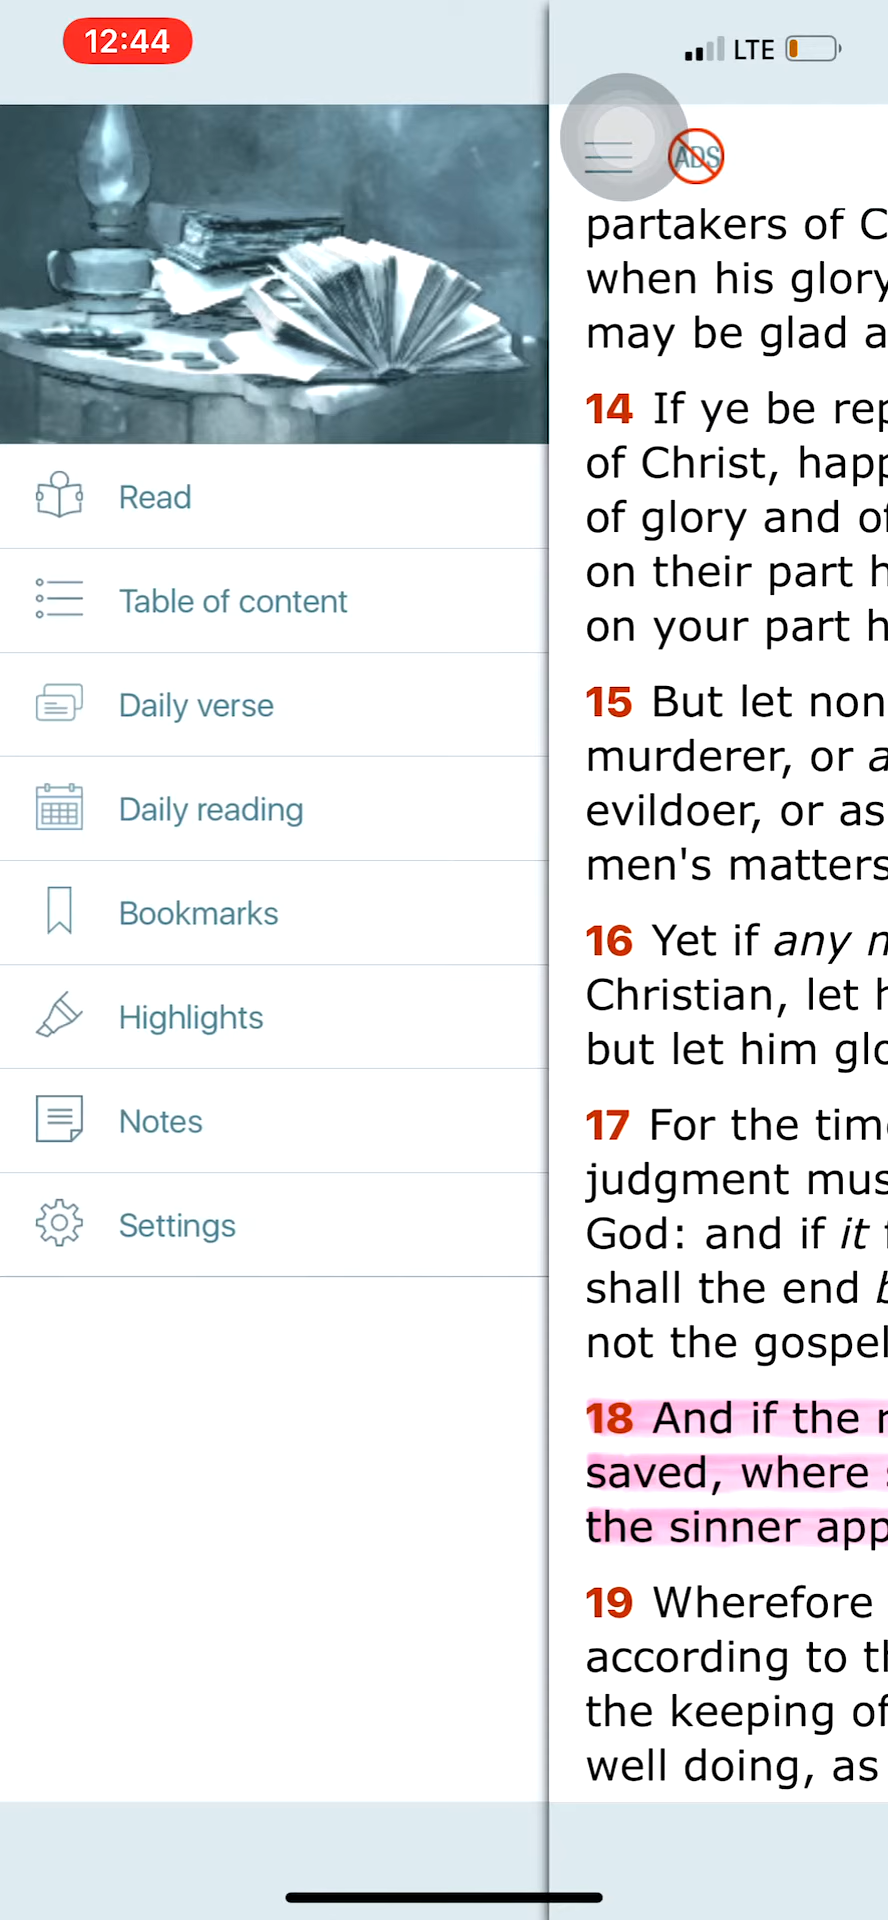 12:44
LTE
ADS
Read
Table of content
Daily verse
Daily reading
Bookmarks
Highlights
Notes
Settings
partakers of C
when his glory
may be glad a
14 If ye be rep
of Christ, happ
of glory and of
on their part h
on your part h
15 But let non
murderer, or a
evildoer, or as
men's matters
16 Yet if any n
Christian, let h
but let him glo
17 For the time
judgment mus
God: and if it f
shall the end b
not the gospel
18 And if the r
saved, where s
the sinner app
19 Wherefore
according to th
the keeping of
well doing, as